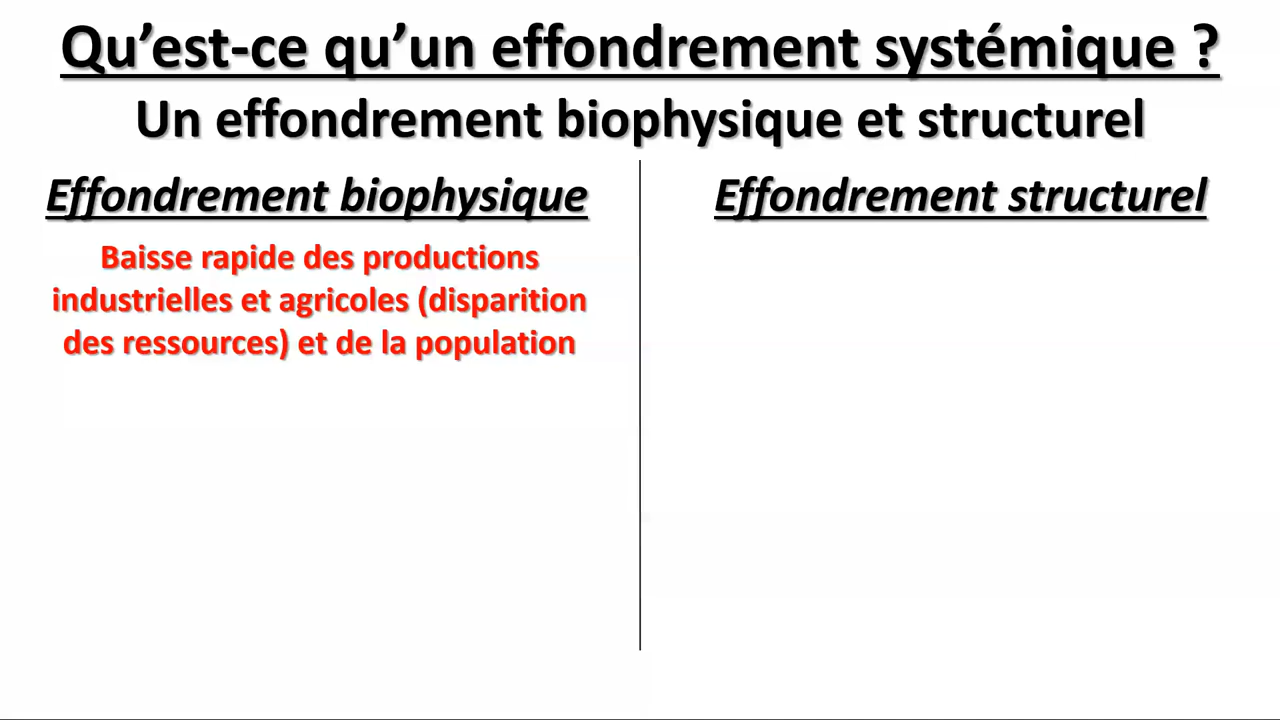 Qu’est-ce qu’un effondrement systémique ?
Un effondrement biophysique et structurel
Effondrement biophysique
Baisse rapide des productions
industrielles et agricoles (disparition
des ressources) et de la population
Effondrement structurel